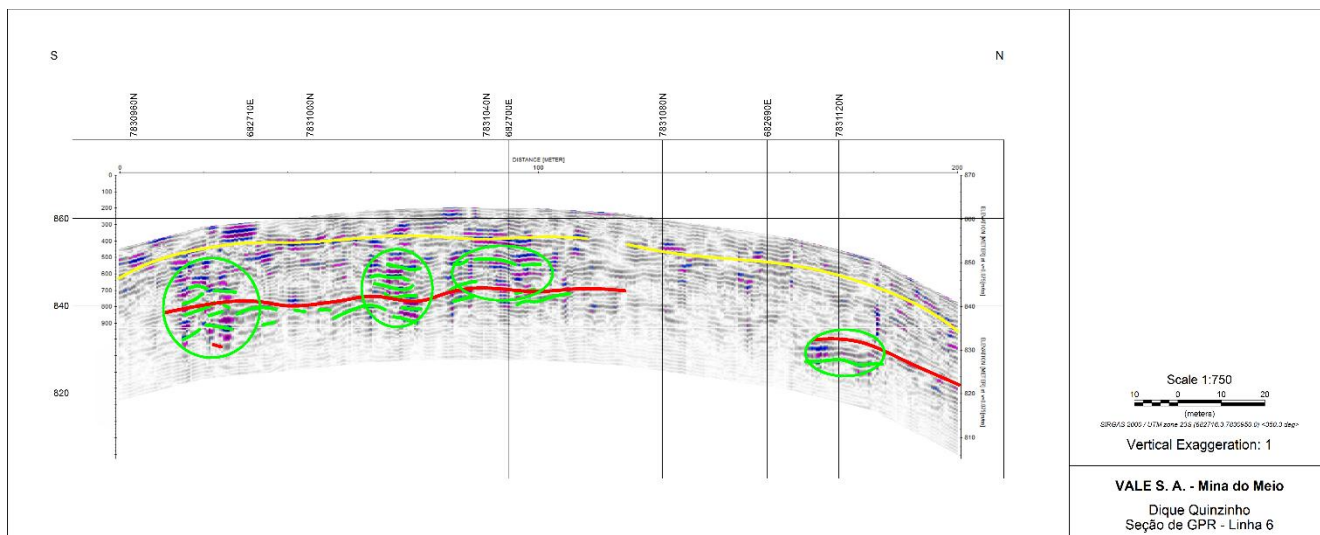 S
N
7830960N
682710E
7831000N
7831040N
682700E
7831080N
682690E
7831120N
DISTANCE [METER]
0
100
200
0
100
200
300
400
500
600
700
800
900
860
840
820
870
860
850
840
830
820
810
Scale 1:750
10 0 10 20
(meters)
Vertical Exaggeration: 1
VALE S. A. - Mina do Meio
Dique Quinzinho
Seção de GPR - Linha 6